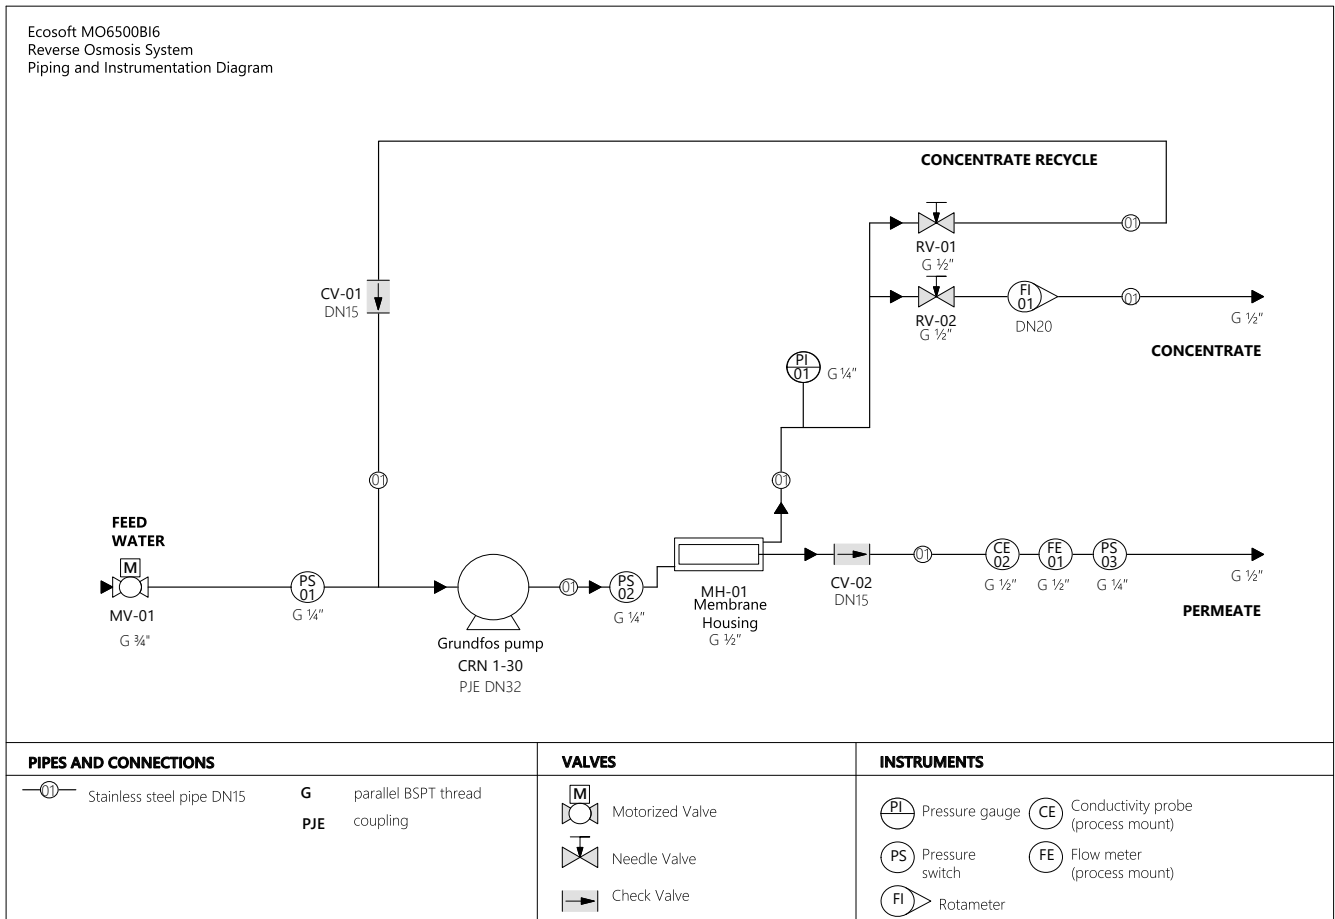 Ecosoft MO6500BI6
Reverse Osmosis System
Piping and Instrumentation Diagram
CONCENTRATE RECYCLE
01
RV-01
G ½"
CV-01
DN15
RV-02
G ½"
FI
01
DN20
01
G ½"
CONCENTRATE
PI
01
G ¼"
01
01
FEED
WATER
M
MV-01
G ¾"
PS
01
G ¼"
Grundfos pump
CRN 1-30
PJE DN32
01
PS
02
G ¼"
MH-01
Membrane
Housing
G ½"
CV-02
DN15
01
CE
02
G ½"
FE
01
G ½"
PS
03
G ¼"
G ½"
PERMEATE
PIPES AND CONNECTIONS
01 Stainless steel pipe DN15
G parallel BSPT thread
PJE coupling
VALVES
M Motorized Valve
Needle Valve
Check Valve
INSTRUMENTS
PI Pressure gauge
PS Pressure
switch
FI Rotameter
CE Conductivity probe
(process mount)
FE Flow meter
(process mount)